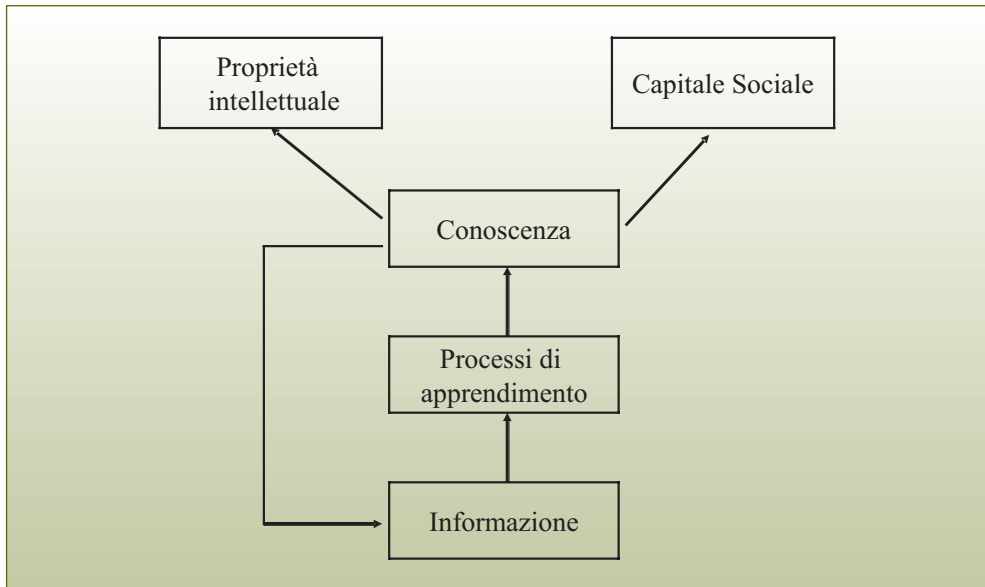 Proprietà
intellettuale
Capitale Sociale
Conoscenza
Processi di
apprendimento
Informazione